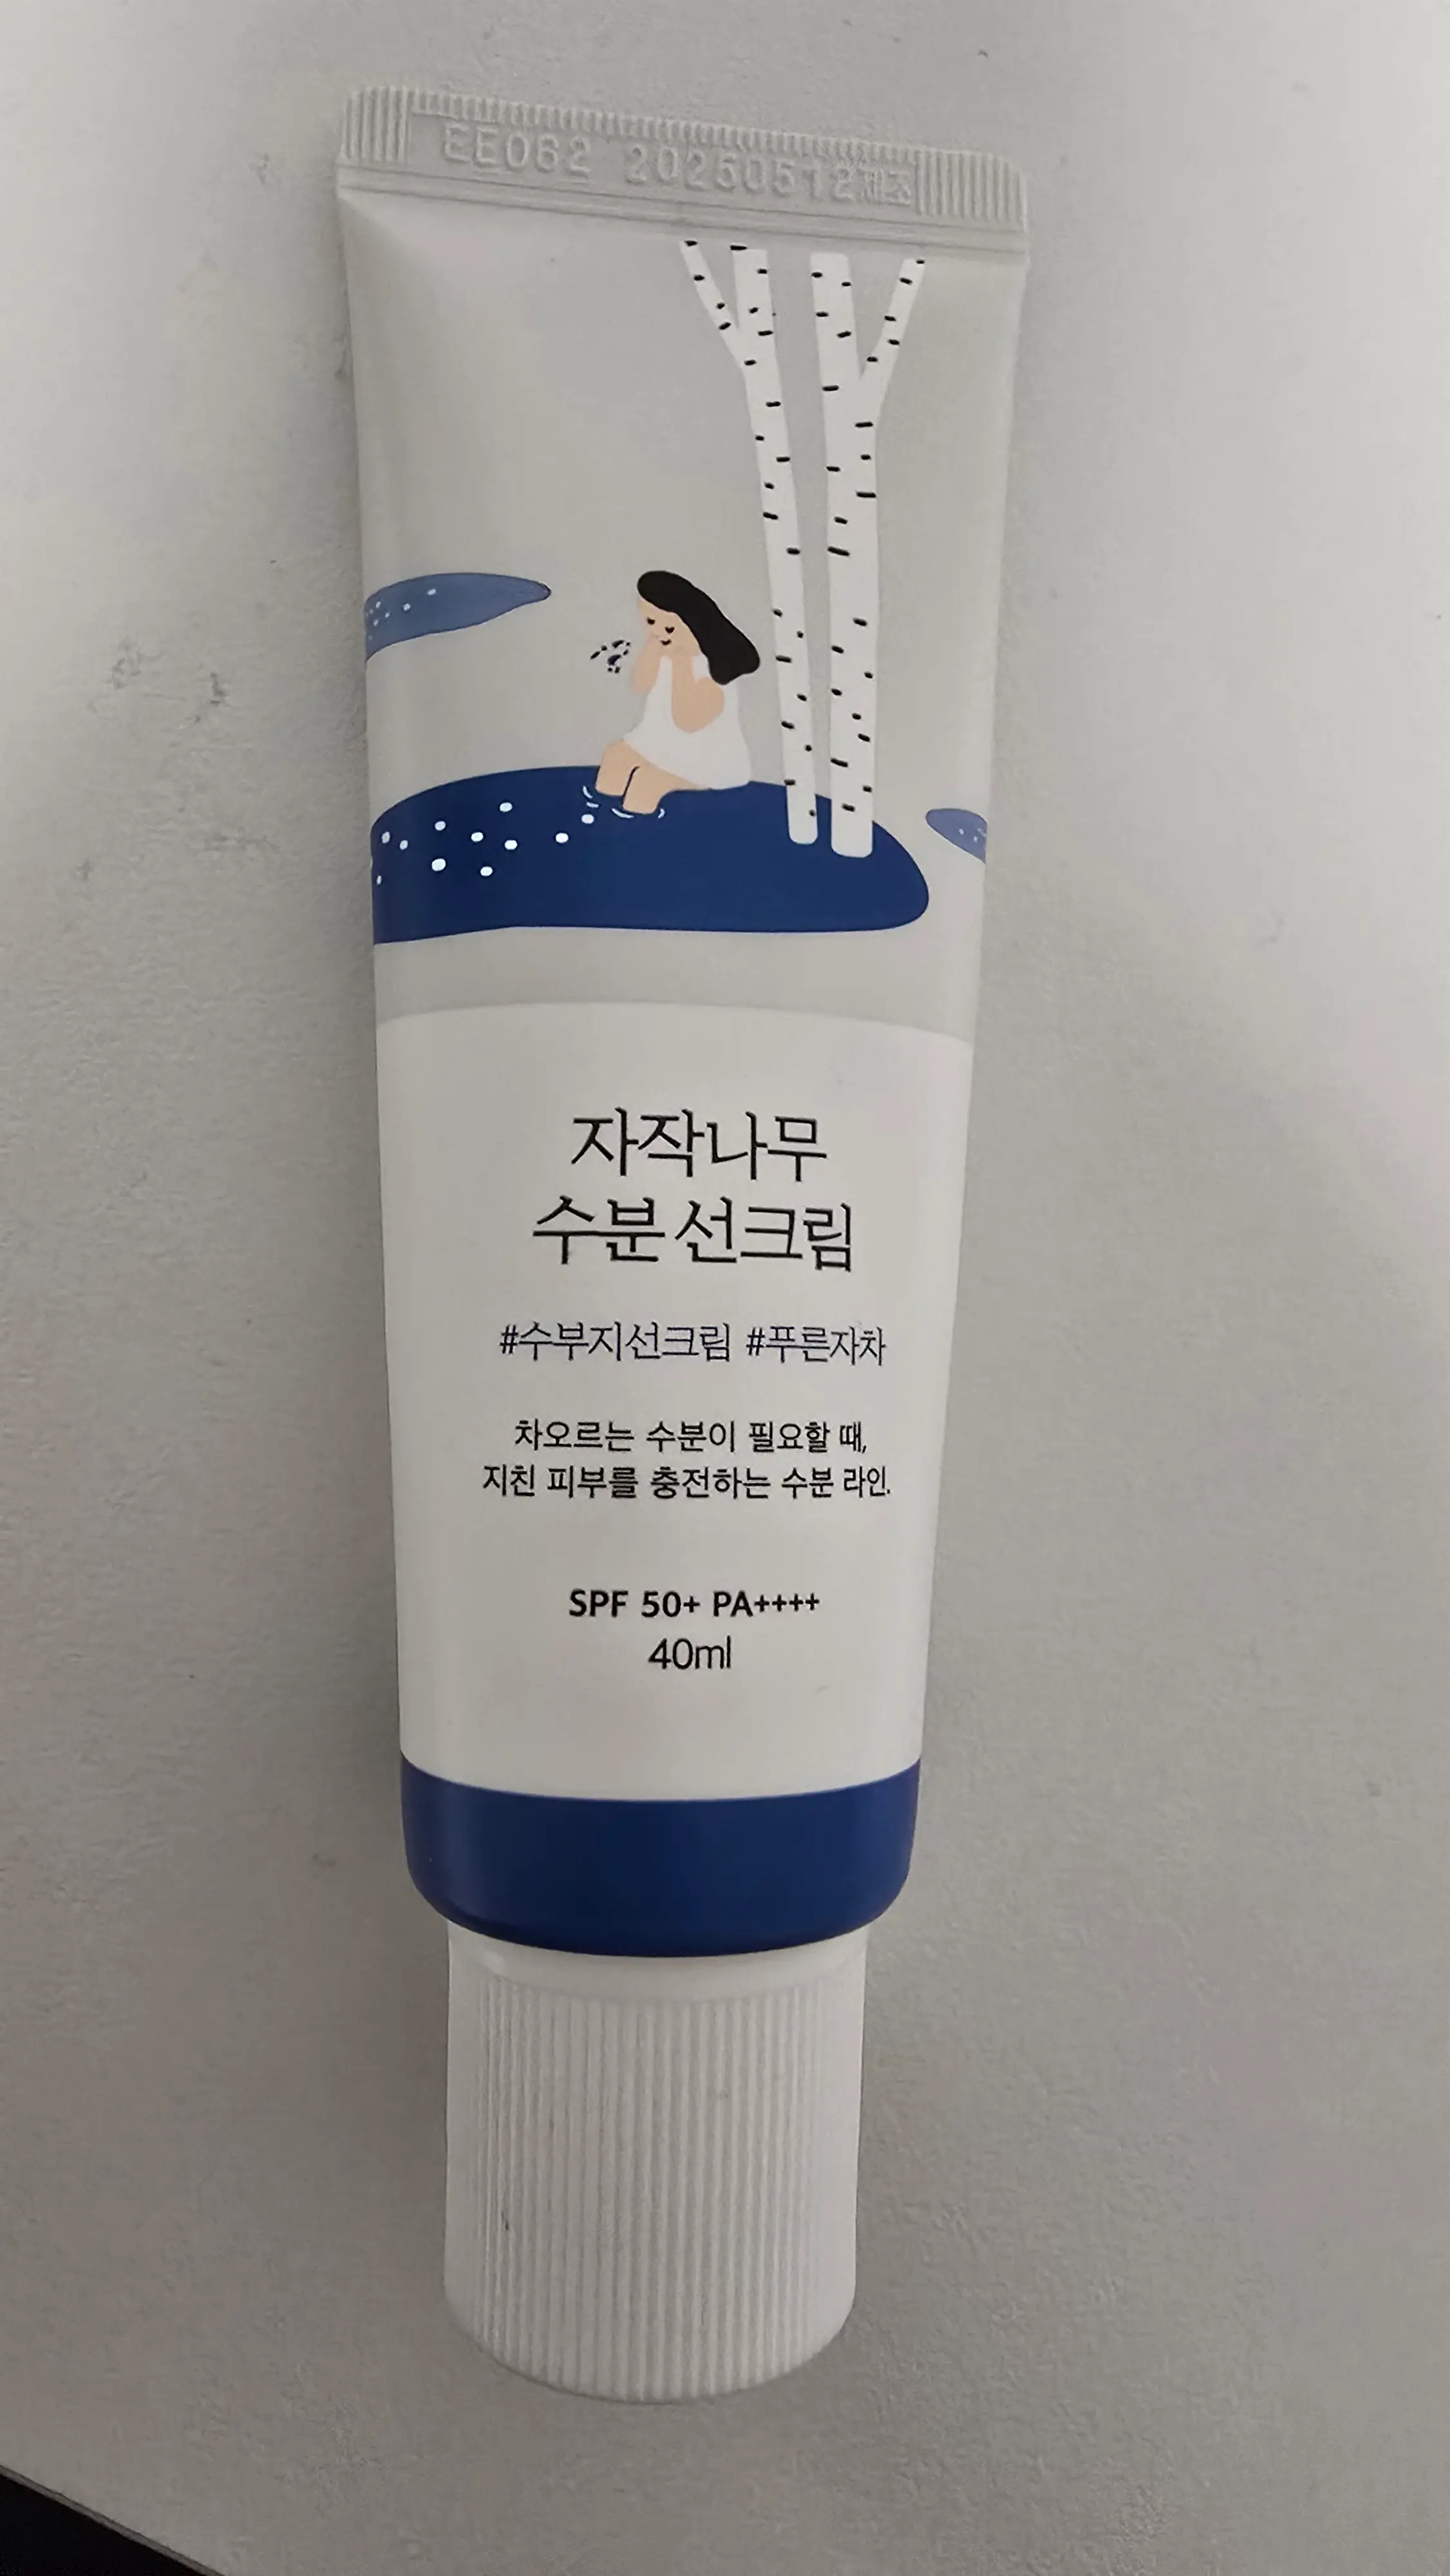 EE062 20250512제조
자작나무
수분 선크림
#수부지선크림 #푸른자차
차오르는 수분이 필요할 때,
지친 피부를 충전하는 수분 라인.
SPF 50+ PA++++
40ml